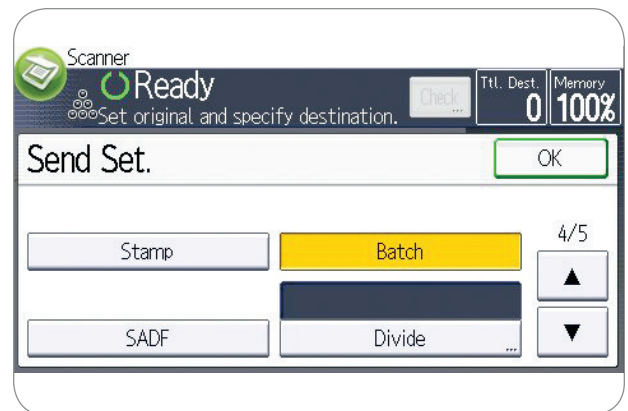 Scanner
Ready
Set original and specify destination.
Check...
Ttl. Dest.
0
Memory
100%
Send Set.
OK
Stamp
Batch
4/5
▲
SADF
Divide
...
▼